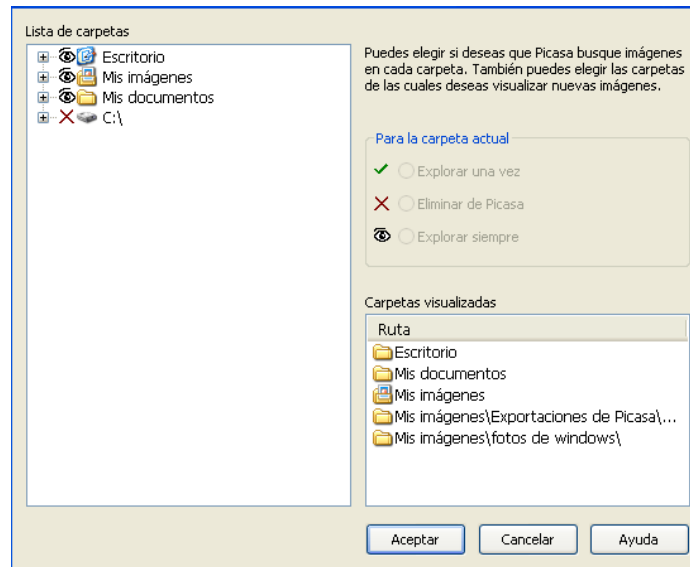 Lista de carpetas
Escritorio
Mis imágenes
Mis documentos
C:\
Puedes elegir si deseas que Picasa busque imágenes
en cada carpeta. También puedes elegir las carpetas
de las cuales deseas visualizar nuevas imágenes.
Para la carpeta actual
Explorar una vez
Eliminar de Picasa
Explorar siempre
Carpetas visualizadas
Ruta
Escritorio
Mis documentos
Mis imágenes
Mis imágenes\Exportaciones de Picasa\...
Mis imágenes\fotos de windows\
Aceptar Cancelar Ayuda